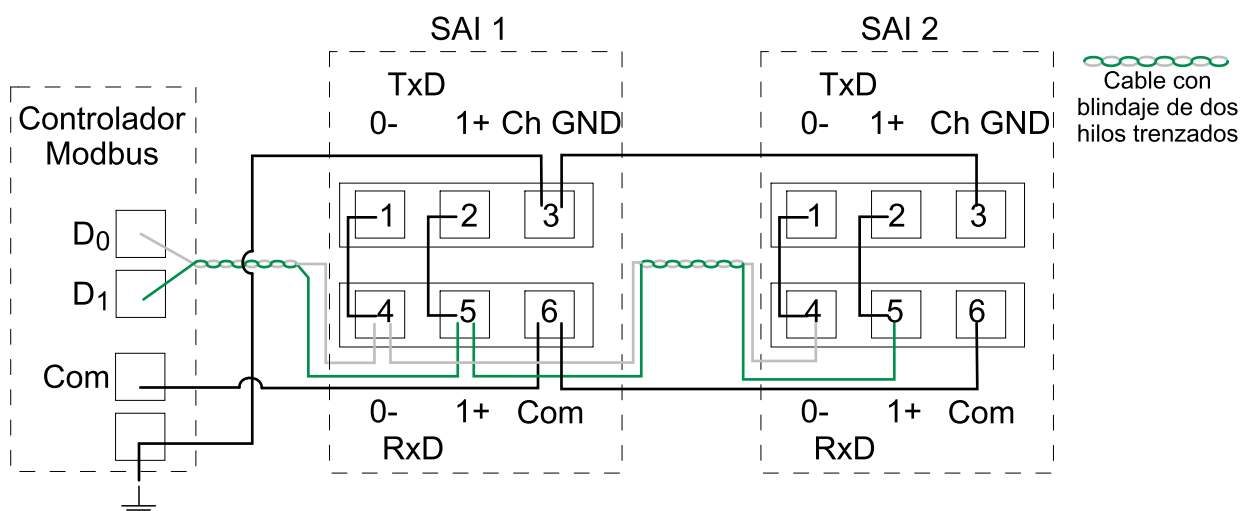 SAI 1
SAI 2
TxD
TxD
Cable con
blindaje de dos
hilos trenzados
Controlador
Modbus
0- 1+ Ch GND
0- 1+ Ch GND
1 2 3
1 2 3
D0
D1
4 5 6
4 5 6
Com
0- 1+ Com
0- 1+ Com
RxD
RxD